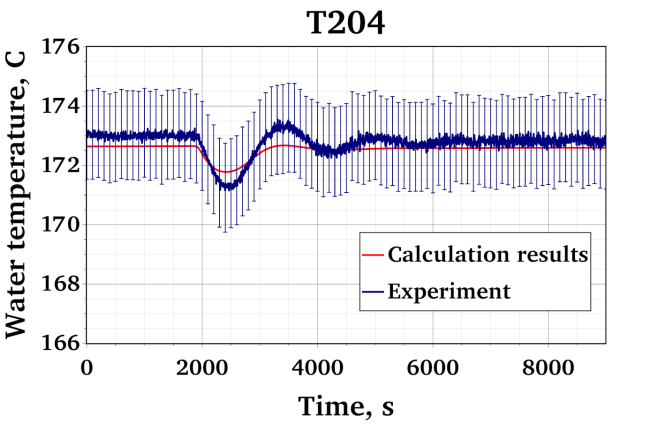 T204
Water temperature, C
176
174
172
170
168
166
Calculation results
Experiment
0 2000 4000 6000 8000
Time, s